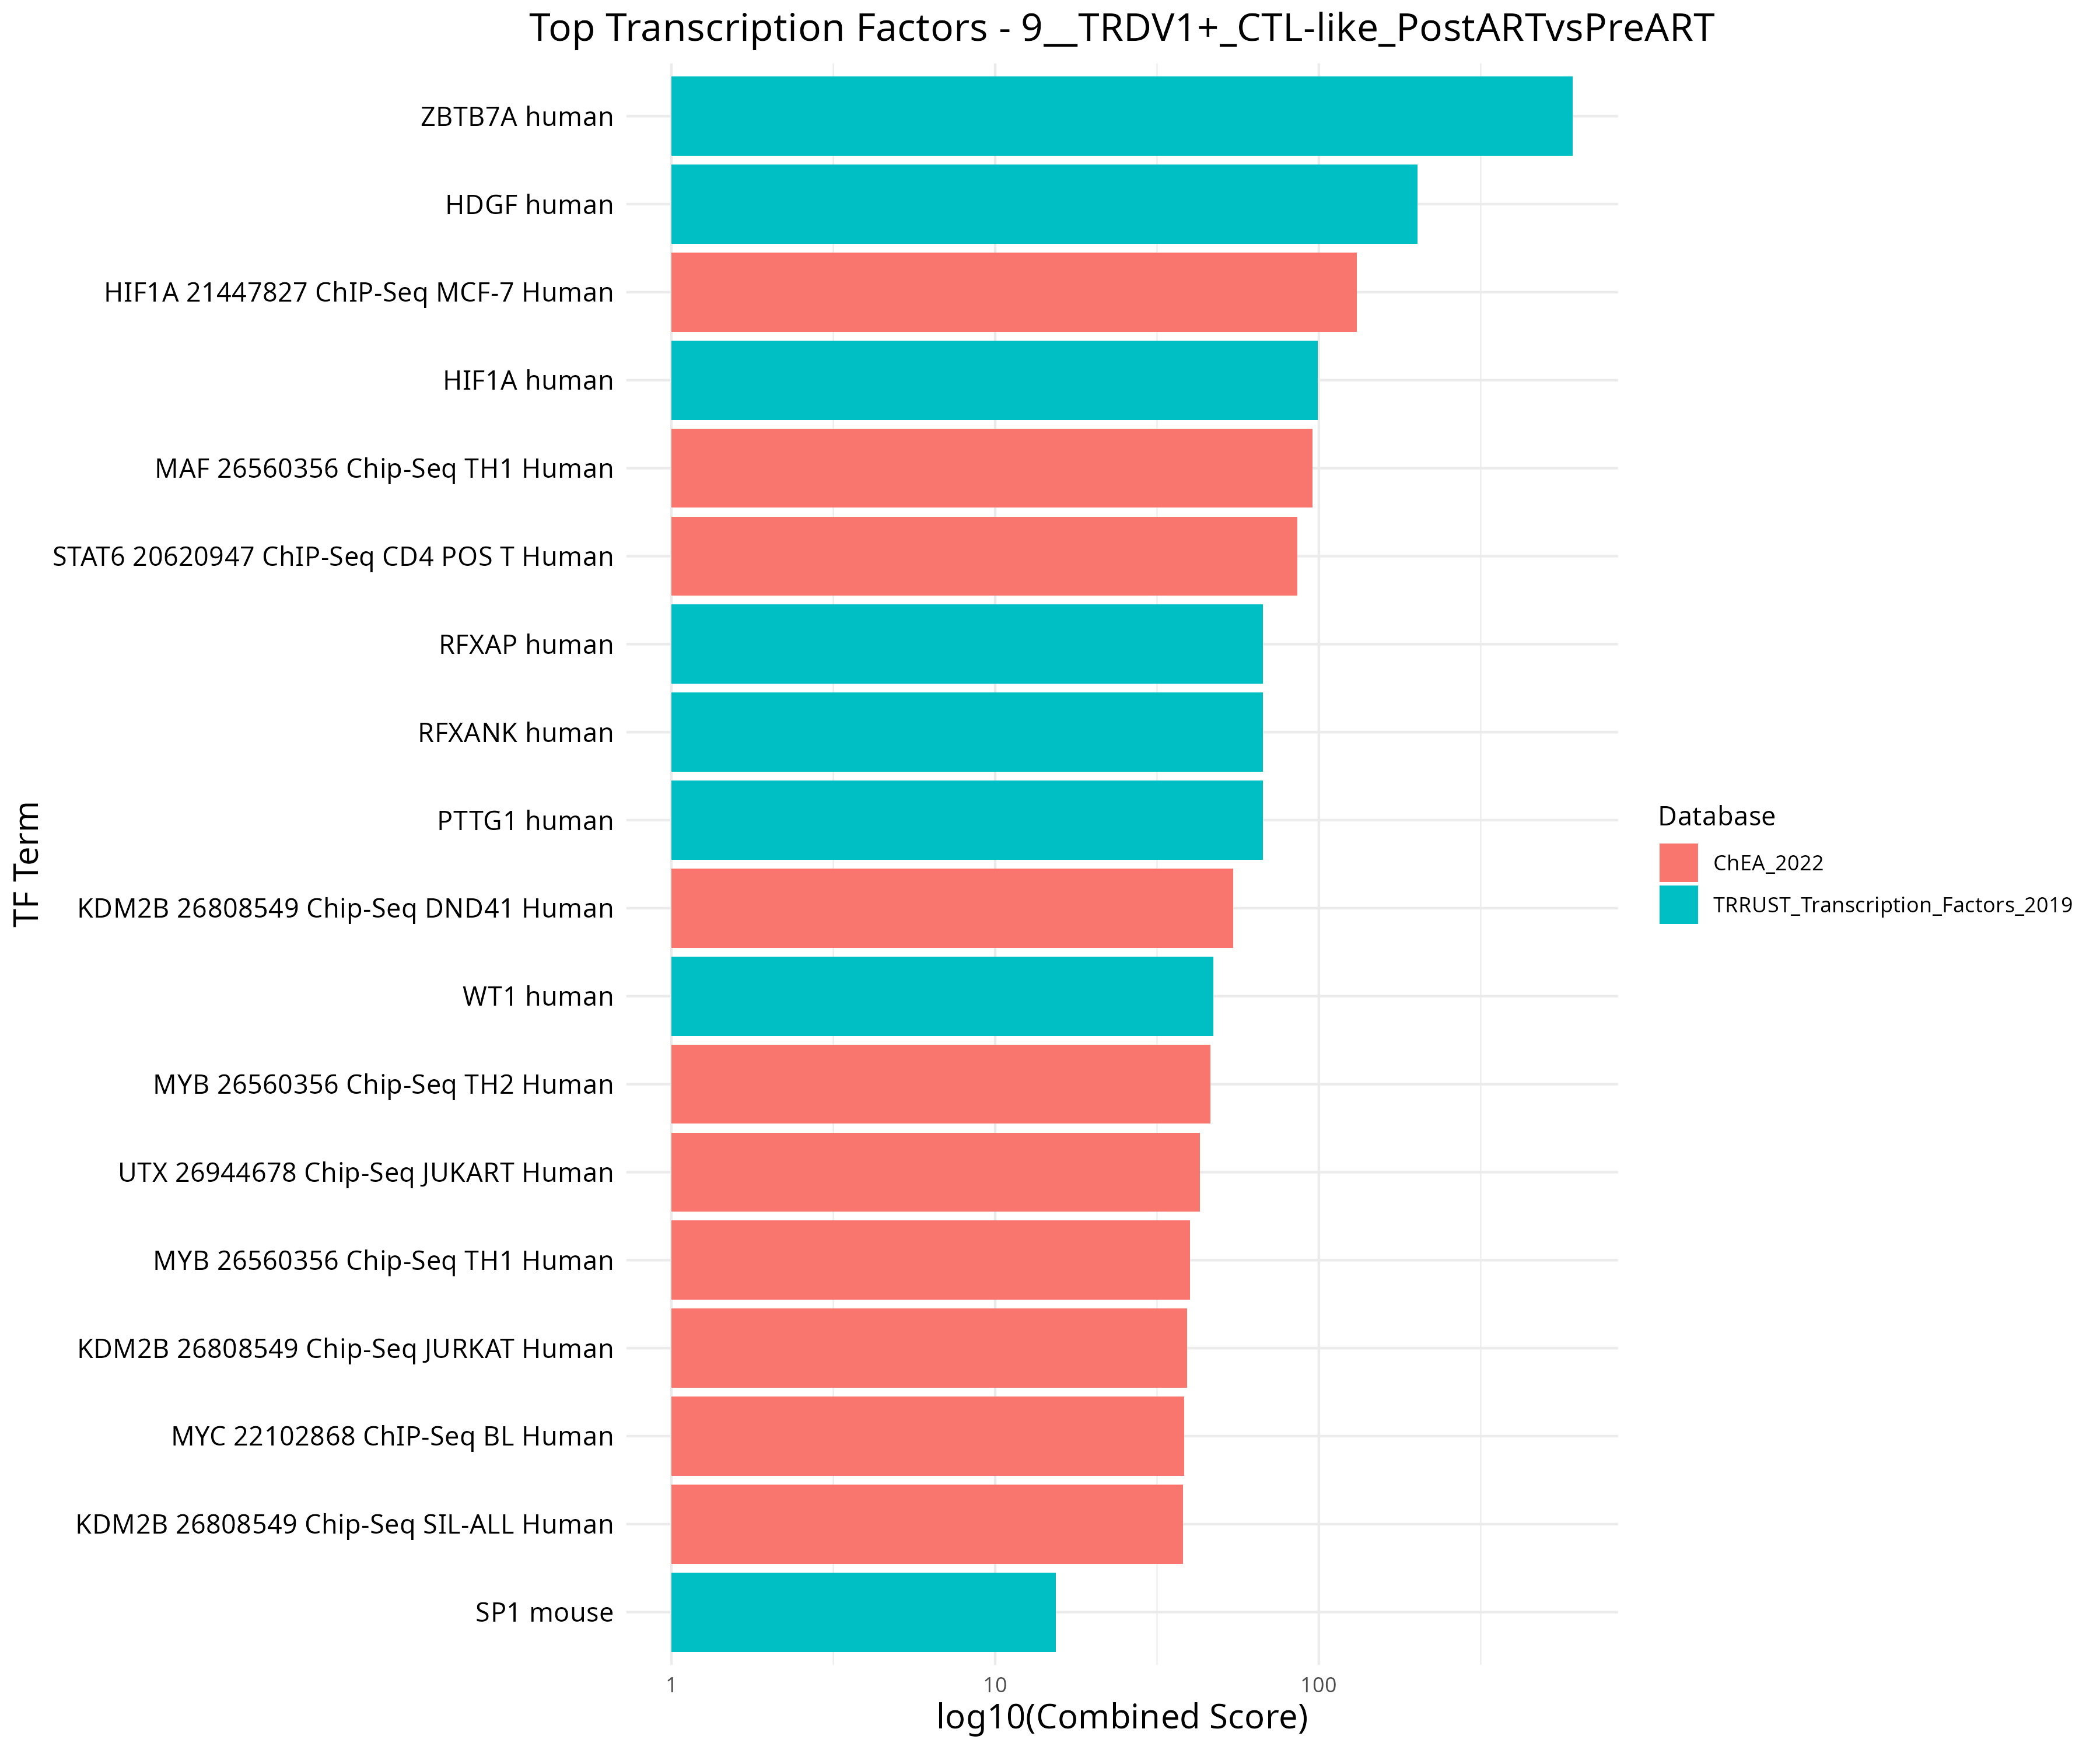 Top Transcription Factors - 9__TRDV1+_CTL-like_PostARTvsPreART
ZBTB7A human
HDGF human
HIF1A 21447827 ChIP-Seq MCF-7 Human
HIF1A human
MAF 26560356 Chip-Seq TH1 Human
STAT6 20620947 ChIP-Seq CD4 POS T Human
RFXAP human
RFXANK human
PTTG1 human
KDM2B 26808549 Chip-Seq DND41 Human
WT1 human
MYB 26560356 Chip-Seq TH2 Human
UTX 26944678 Chip-Seq JUKART Human
MYB 26560356 Chip-Seq TH1 Human
KDM2B 26808549 Chip-Seq JURKAT Human
MYC 22102868 ChIP-Seq BL Human
KDM2B 26808549 Chip-Seq SIL-ALL Human
SP1 mouse
TF Term
1
10
100
log10(Combined Score)
Database
ChEA_2022
TRRUST_Transcription_Factors_2019